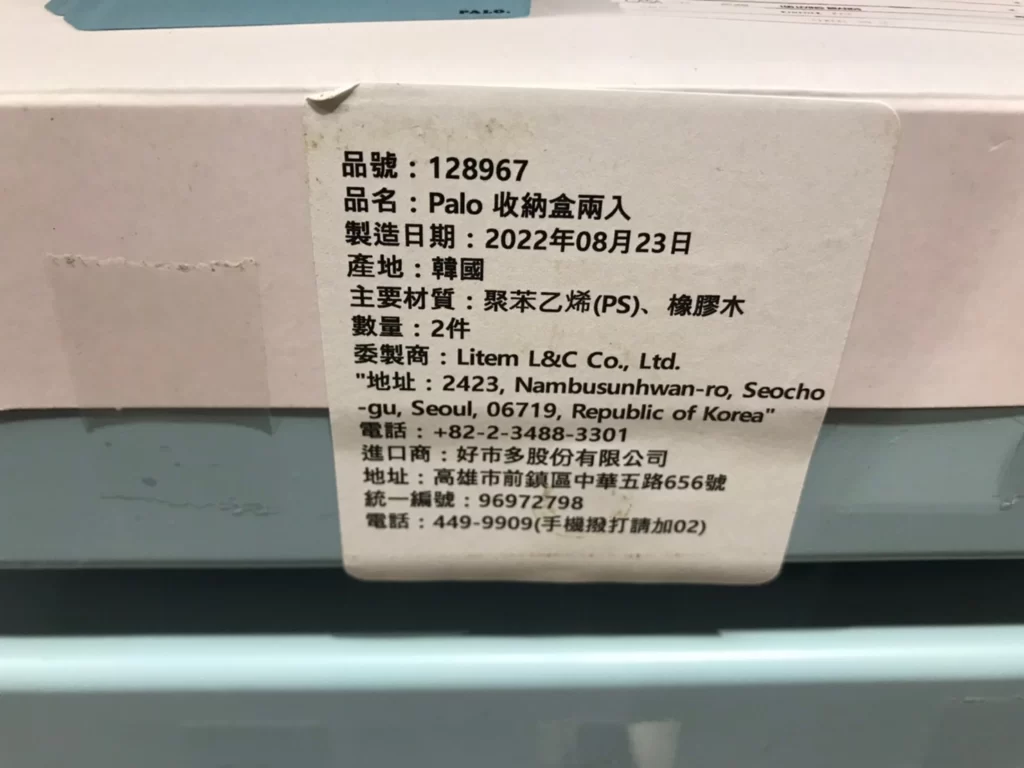 PALO.
品號：128967
品名：Palo 收納盒兩入
製造日期：2022年08月23日
產地：韓國
主要材質：聚苯乙烯(PS)、橡膠木
數量：2件
委製商：Litem L&C Co., Ltd.
"地址：2423, Nambusunhwan-ro, Seocho
-gu, Seoul, 06719, Republic of Korea"
電話：+82-2-3488-3301
進口商：好市多股份有限公司
地址：高雄市前鎮區中華五路656號
統一編號：96972798
電話：449-9909(手機撥打請加02)